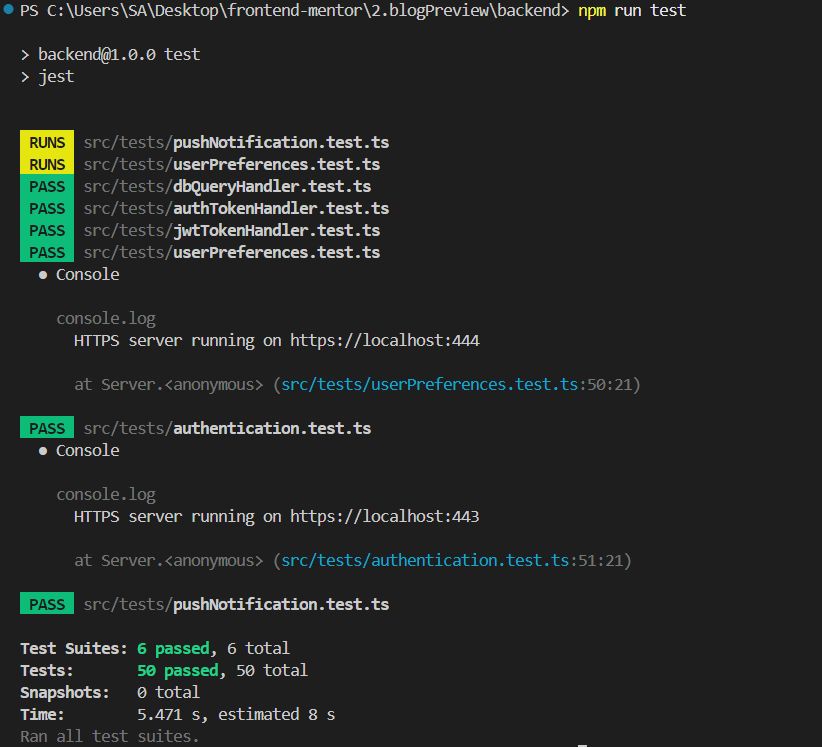 PS C:\Users\SA\Desktop\frontend-mentor\2.blogPreview\backend> npm run test
> backend@1.0.0 test
> jest
RUNS src/tests/pushNotification.test.ts
RUNS src/tests/userPreferences.test.ts
PASS src/tests/dbQueryHandler.test.ts
PASS src/tests/authTokenHandler.test.ts
PASS src/tests/jwtTokenHandler.test.ts
PASS src/tests/userPreferences.test.ts
● Console
console.log
HTTPS server running on https://localhost:444
at Server.<anonymous> (src/tests/userPreferences.test.ts:50:21)
PASS src/tests/authentication.test.ts
● Console
console.log
HTTPS server running on https://localhost:443
at Server.<anonymous> (src/tests/authentication.test.ts:51:21)
PASS src/tests/pushNotification.test.ts
Test Suites: 6 passed, 6 total
Tests: 50 passed, 50 total
Snapshots: 0 total
Time: 5.471 s, estimated 8 s
Ran all test suites.